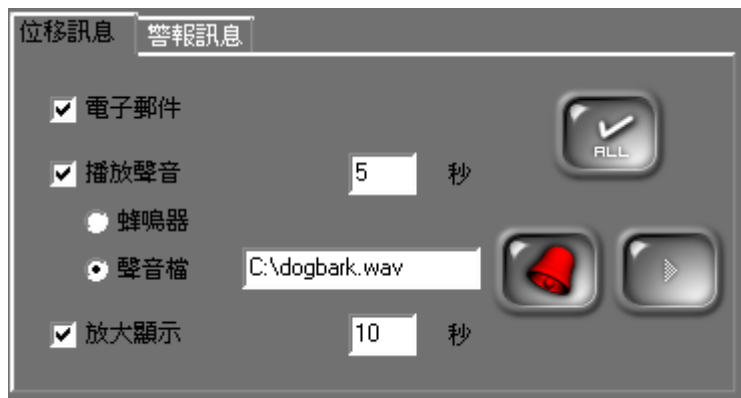 位移訊息 警報訊息
電子郵件
ALL
播放聲音 5 秒
蜂鳴器
聲音檔 C:\dogbark.wav
放大顯示 10 秒